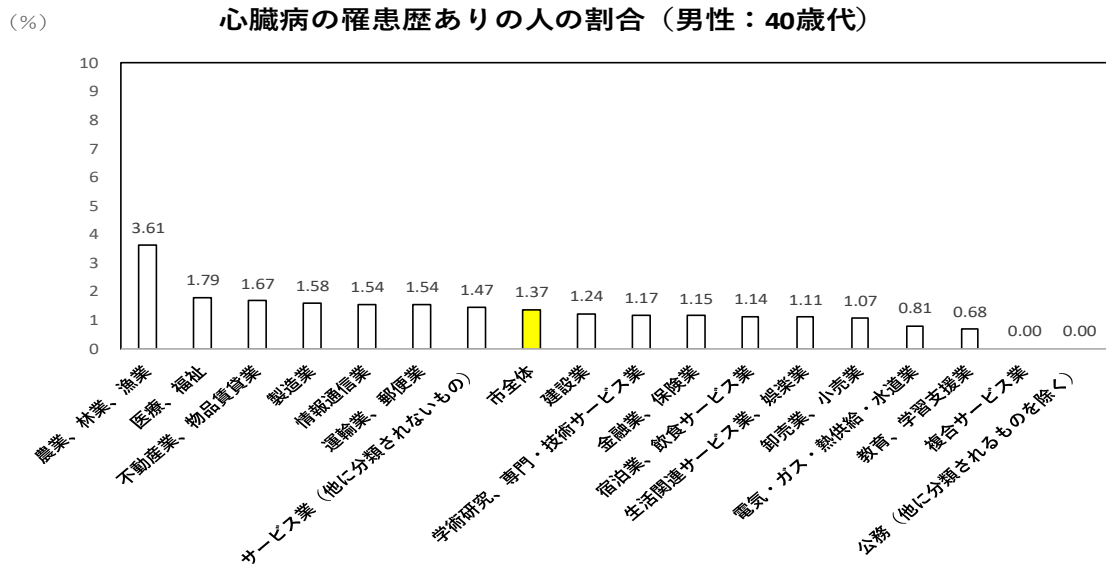 （％）
心臓病の罹患歴ありの人の割合（男性：40歳代）
10
9
8
7
6
5
4
3
2
1
0
3.61
1.79
1.67
1.58
1.54
1.54
1.47
1.37
1.24
1.17
1.15
1.14
1.11
1.07
0.81
0.68
0.00
0.00
農業、林業、漁業
医療、福祉
不動産業、物品賃貸業
製造業
情報通信業
運輸業、郵便業
サービス業（他に分類されないもの）
市全体
建設業
学術研究、専門・技術サービス業
金融業、保険業
宿泊業、飲食サービス業
生活関連サービス業、娯楽業
卸売業、小売業
電気・ガス・熱供給・水道業
教育、学習支援業
複合サービス業
公務（他に分類されるものを除く）